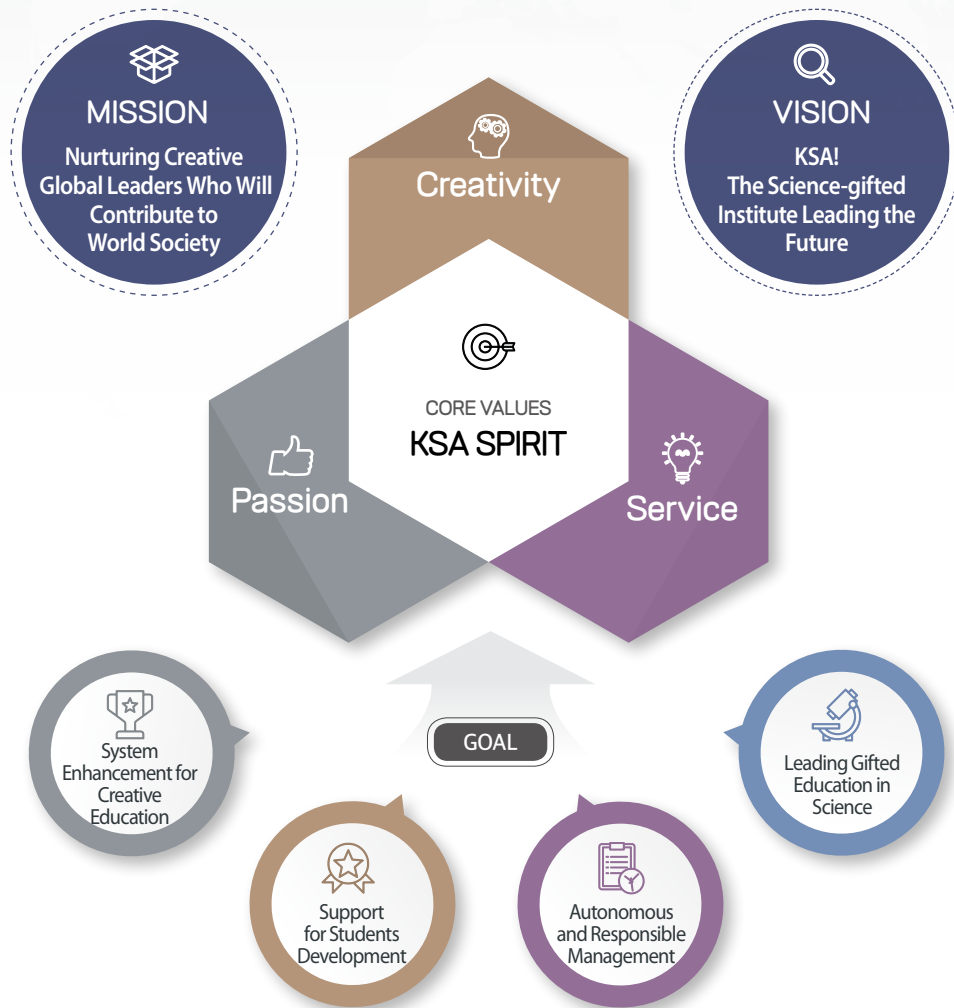 MISSION
Nurturing Creative
Global Leaders Who Will
Contribute to
World Society
VISION
KSA!
The Science-gifted
Institute Leading the
Future
Creativity
CORE VALUES
KSA SPIRIT
Passion
Service
GOAL
System
Enhancement for
Creative
Education
Support
for Students
Development
Autonomous
and Responsible
Management
Leading Gifted
Education in
Science